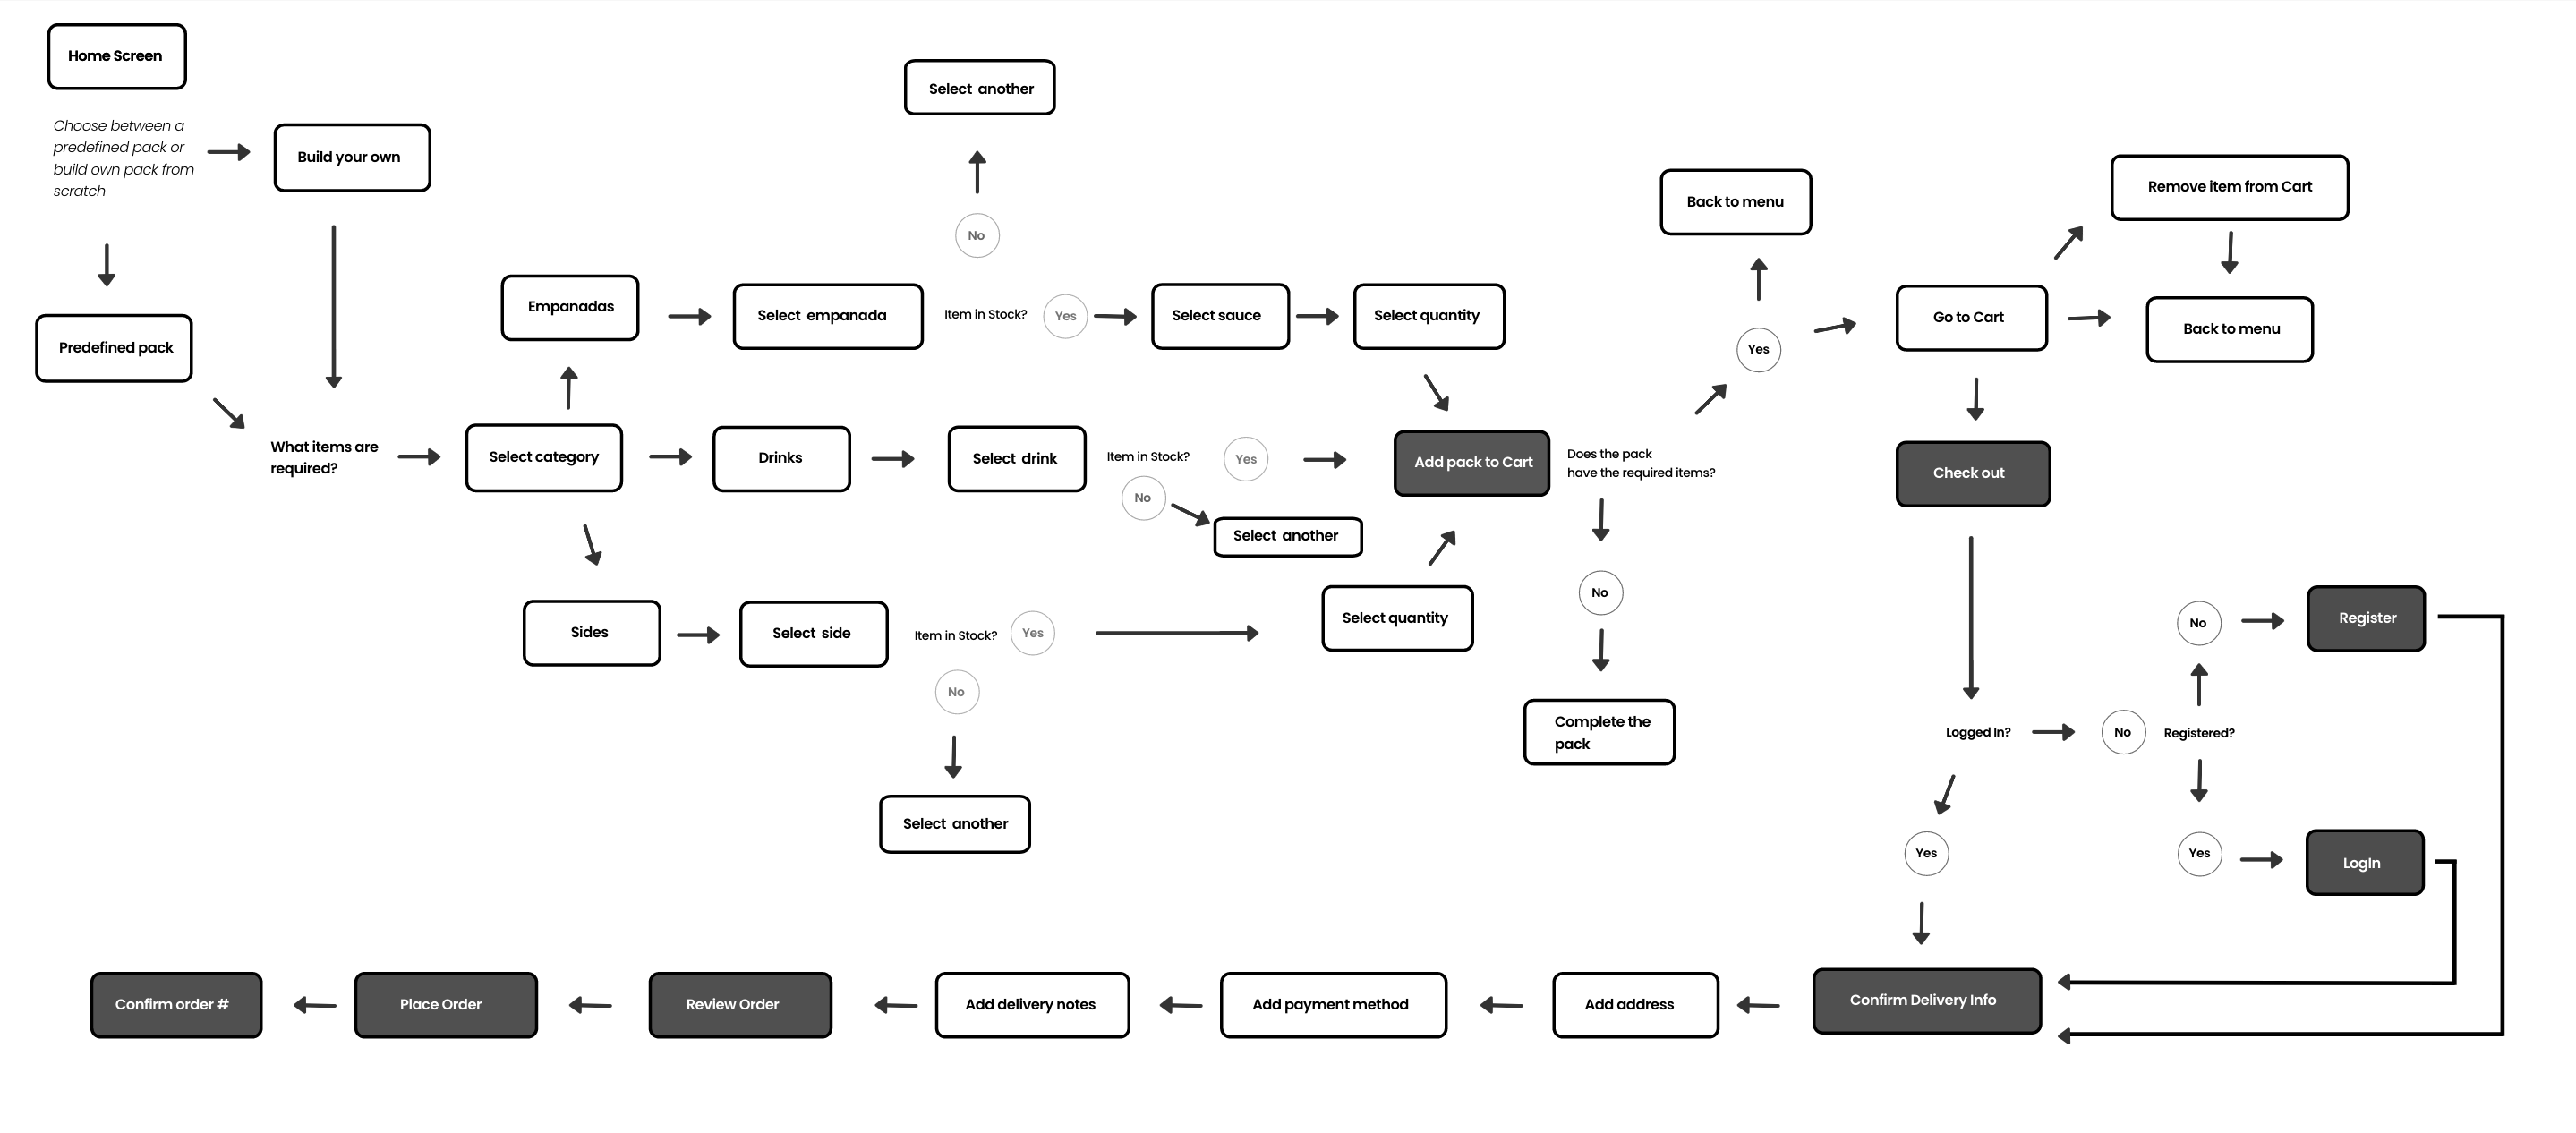 Home Screen
Choose between a
predefined pack or
build own pack from
scratch
Build your own
Predefined pack
What items are
required?
Select category
Empanadas
Select empanada
Item in Stock?
No
Select another
Yes
Select sauce
Select quantity
Drinks
Select drink
Item in Stock?
Yes
No
Select another
Sides
Select side
Item in Stock?
Yes
No
Select another
Select quantity
Add pack to Cart
Does the pack
have the required items?
No
Complete the
pack
Yes
Back to menu
Go to Cart
Remove item from Cart
Back to menu
Check out
Logged In?
No
Registered?
No
Register
Yes
LogIn
Yes
Confirm Delivery Info
Add address
Add payment method
Add delivery notes
Review Order
Place Order
Confirm order #